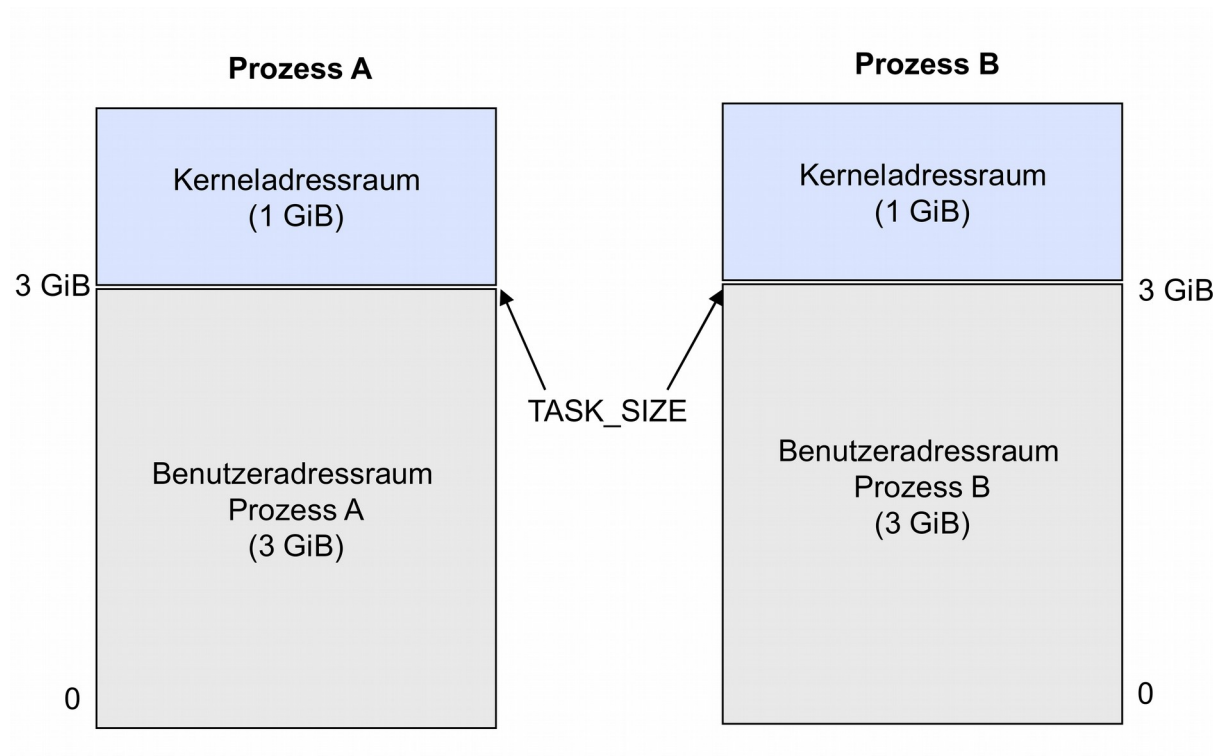 Prozess A
Kerneladressraum
(1 GiB)
3 GiB
Benutzeradressraum
Prozess A
(3 GiB)
0
TASK_SIZE
Prozess B
Kerneladressraum
(1 GiB)
3 GiB
Benutzeradressraum
Prozess B
(3 GiB)
0